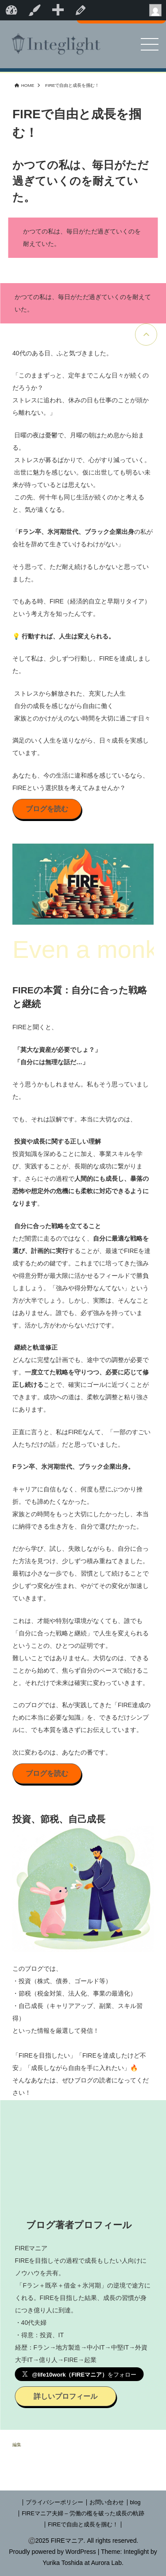 Integlight
HOME > FIREで自由と成長を掴む！
FIREで自由と成長を掴
む！
かつての私は、毎日がただ
過ぎていくのを耐えてい
た。
かつての私は、毎日がただ過ぎていくのを
耐えていた。
かつての私は、毎日がただ過ぎていくのを耐えてい
た。
40代のある日、ふと気づきました。
「このままずっと、定年までこんな日々が続くの
だろうか？
ストレスに追われ、休みの日も仕事のことが頭か
ら離れない。」
日曜の夜は憂鬱で、月曜の朝はため息から始ま
る。
ストレスが募るばかりで、心がすり減っていく。
出世に魅力を感じない。仮に出世しても明るい未
来が待っているとは思えない。
この先、何十年も同じ生活が続くのかと考える
と、気が遠くなる。
「Fラン卒、氷河期世代、ブラック企業出身の私が
会社を辞めて生きていけるわけがない」
そう思って、ただ耐え続けるしかないと思ってい
ました。
でもある時、FIRE（経済的自立と早期リタイア）
という考え方を知ったんです。
💡 行動すれば、人生は変えられる。
そして私は、少しずつ行動し、FIREを達成しまし
た。
ストレスから解放された、充実した人生
自分の成長を感じながら自由に働く
家族とのかけがえのない時間を大切に過ごす日々
満足のいく人生を送りながら、日々成長を実感し
ています。
あなたも、今の生活に違和感を感じているなら、
FIREという選択肢を考えてみませんか？
ブログを読む
FIRE
Even a monk
FIREの本質：自分に合った戦略
と継続
FIREと聞くと、
「莫大な資産が必要でしょ？」
「自分には無理な話だ…」
そう思うかもしれません。私もそう思っていまし
た。
でも、それは誤解です。本当に大切なのは、
投資や成長に関する正しい理解
投資知識を深めることに加え、事業スキルを学
び、実践することが、長期的な成功に繋がりま
す。さらにその過程で人間的にも成長し、暴落の
恐怖や想定外の危機にも柔軟に対応できるように
なります。
自分に合った戦略を立てること
ただ闇雲に走るのではなく、自分に最適な戦略を
選び、計画的に実行することが、最速でFIREを達
成するための鍵です。これまでに培ってきた強み
や得意分野が最大限に活かせるフィールドで勝負
しましょう。「強みや得分野なんてない」という
方が大半でしょう。しかし、実際は、そんなこと
はありません。誰でも、必ず強みを持っていま
す。活かし方がわからないだけです。
継続と軌道修正
どんなに完璧な計画でも、途中での調整が必要で
す。一度立てた戦略を守りつつ、必要に応じて修
正し続けることで、確実にゴールに近づくことが
できます。成功への道は、柔軟な調整と粘り強さ
にあります。
正直に言うと、私はFIREなんて、「一部のすごい
人たちだけの話」だと思っていました。
Fラン卒、氷河期世代、ブラック企業出身。
キャリアに自信もなく、何度も壁にぶつかり挫
折。でも諦めたくなかった。
家族との時間をもっと大切にしたかったし、本当
に納得できる生き方を、自分で選びたかった。
だから学び、試し、失敗しながらも、自分に合っ
た方法を見つけ、少しずつ積み重ねてきました。
最初は小さな一歩でも、習慣として続けることで
少しずつ変化が生まれ、やがてその変化が加速し
ていきました。
これは、才能や特別な環境がなくても、誰でも
「自分に合った戦略と継続」で人生を変えられる
ということの、ひとつの証明です。
難しいことではありません。大切なのは、できる
ことから始めて、焦らず自分のペースで続けるこ
と。それだけで未来は確実に変わっていきます。
このブログでは、私が実践してきた「FIRE達成の
ために本当に必要な知識」を、できるだけシンプ
ルに、でも本質を逃さずにお伝えしています。
次に変わるのは、あなたの番です。
ブログを読む
投資、節税、自己成長
このブログでは、
・投資（株式、債券、ゴールド等）
・節税（税金対策、法人化、事業の最適化）
・自己成長（キャリアアップ、副業、スキル習
得）
といった情報を厳選して発信！
「FIREを目指したい」「FIREを達成したけど不
安」「成長しながら自由を手に入れたい」🔥
そんなあなたは、ぜひブログの読者になってくだ
さい！
ブログ著者プロフィール
FIREマニア
FIREを目指しその過程で成長もしたい人向けに
ノウハウを共有。
「Fラン＋既卒＋借金＋氷河期」の逆境で途方に
くれる。FIREを目指した結果、成長の習慣が身
につき億り人に到達。
・40代夫婦
・得意：投資、IT
経歴：Fラン→地方製造→中小IT→中堅IT→外資
大手IT→億り人→FIRE→起業
@life10work（FIREマニア）をフォロー
詳しいプロフィール
編集
| プライバシーポリシー | お問い合わせ | blog
| FIREマニア夫婦 – 労働の檻を破った成長の軌跡
| FIREで自由と成長を掴む！ |
©2025 FIREマニア. All rights reserved.
Proudly powered by WordPress | Theme: Integlight by
Yurika Toshida at Aurora Lab.